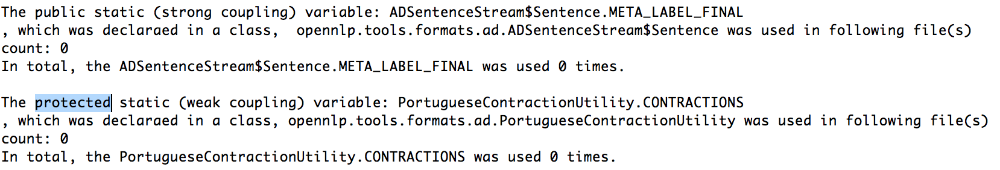 The public static (strong coupling) variable: ADSentenceStream$Sentence.META_LABEL_FINAL
, which was declaraed in a class,  opennlp.tools.formats.ad.ADSentenceStream$Sentence was used in following file(s)
count: 0
In total, the ADSentenceStream$Sentence.META_LABEL_FINAL was used 0 times.
The protected static (weak coupling) variable: PortugueseContractionUtility.CONTRACTIONS
, which was declaraed in a class, opennlp.tools.formats.ad.PortugueseContractionUtility was used in following file(s)
count: 0
In total, the PortugueseContractionUtility.CONTRACTIONS was used 0 times.